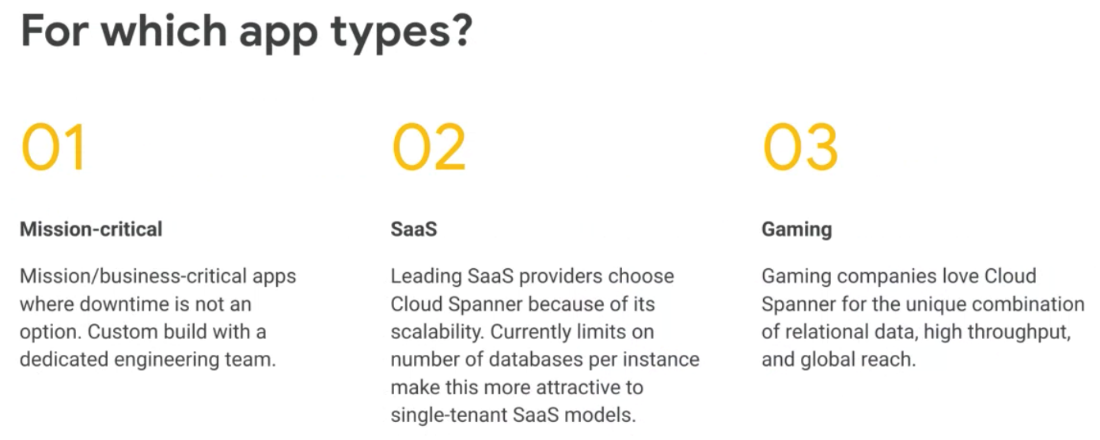 For which app types?
01
Mission-critical
Mission/business-critical apps
where downtime is not an
option. Custom build with a
dedicated engineering team.
02
SaaS
Leading SaaS providers choose
Cloud Spanner because of its
scalability. Currently limits on
number of databases per instance
make this more attractive to
single-tenant SaaS models.
03
Gaming
Gaming companies love Cloud
Spanner for the unique combination
of relational data, high throughput,
and global reach.